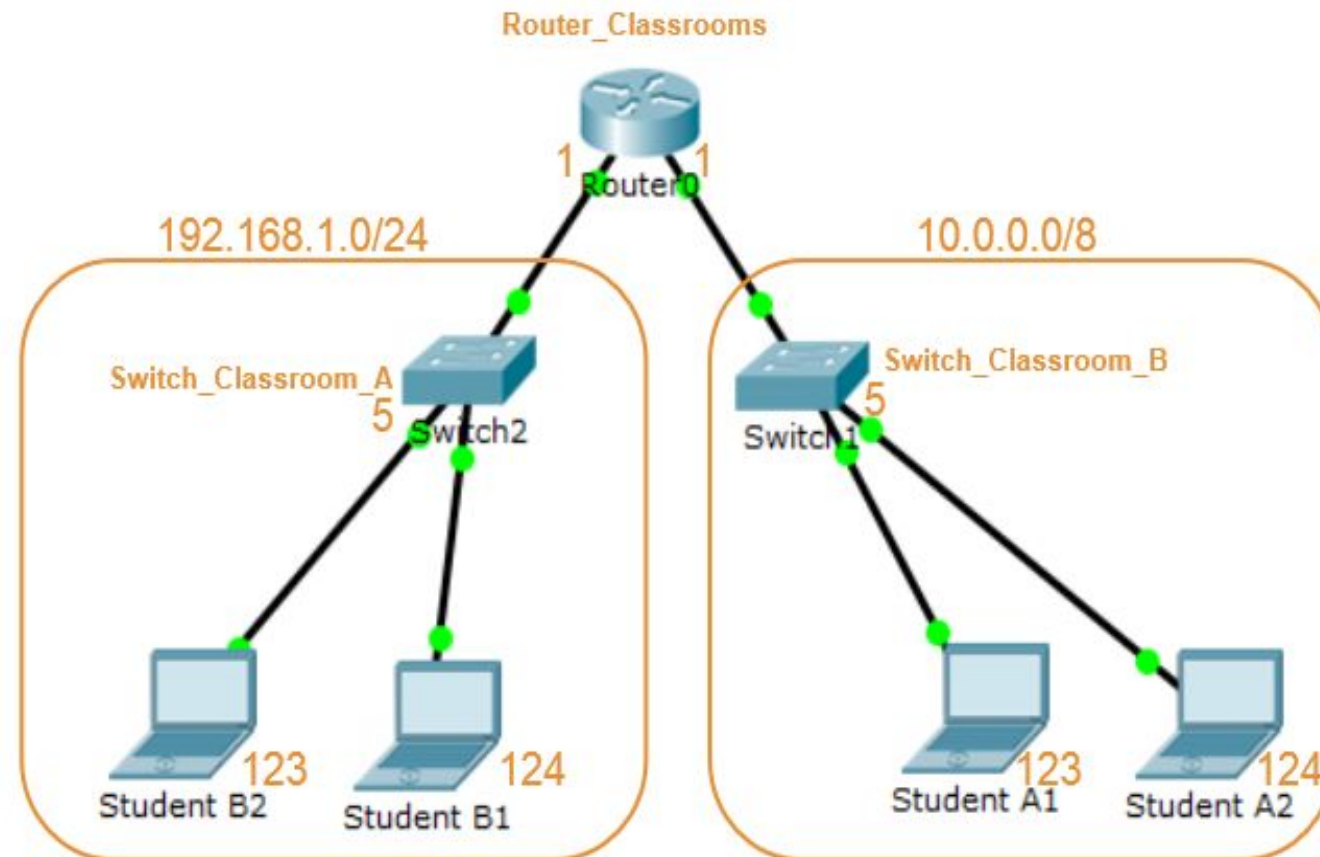 Router_Classrooms
1
1
Router0
192.168.1.0/24
10.0.0.0/8
Switch_Classroom_A
5
Switch2
Switch_Classroom_B
5
Switch1
123
Student B2
124
Student B1
123
Student A1
124
Student A2